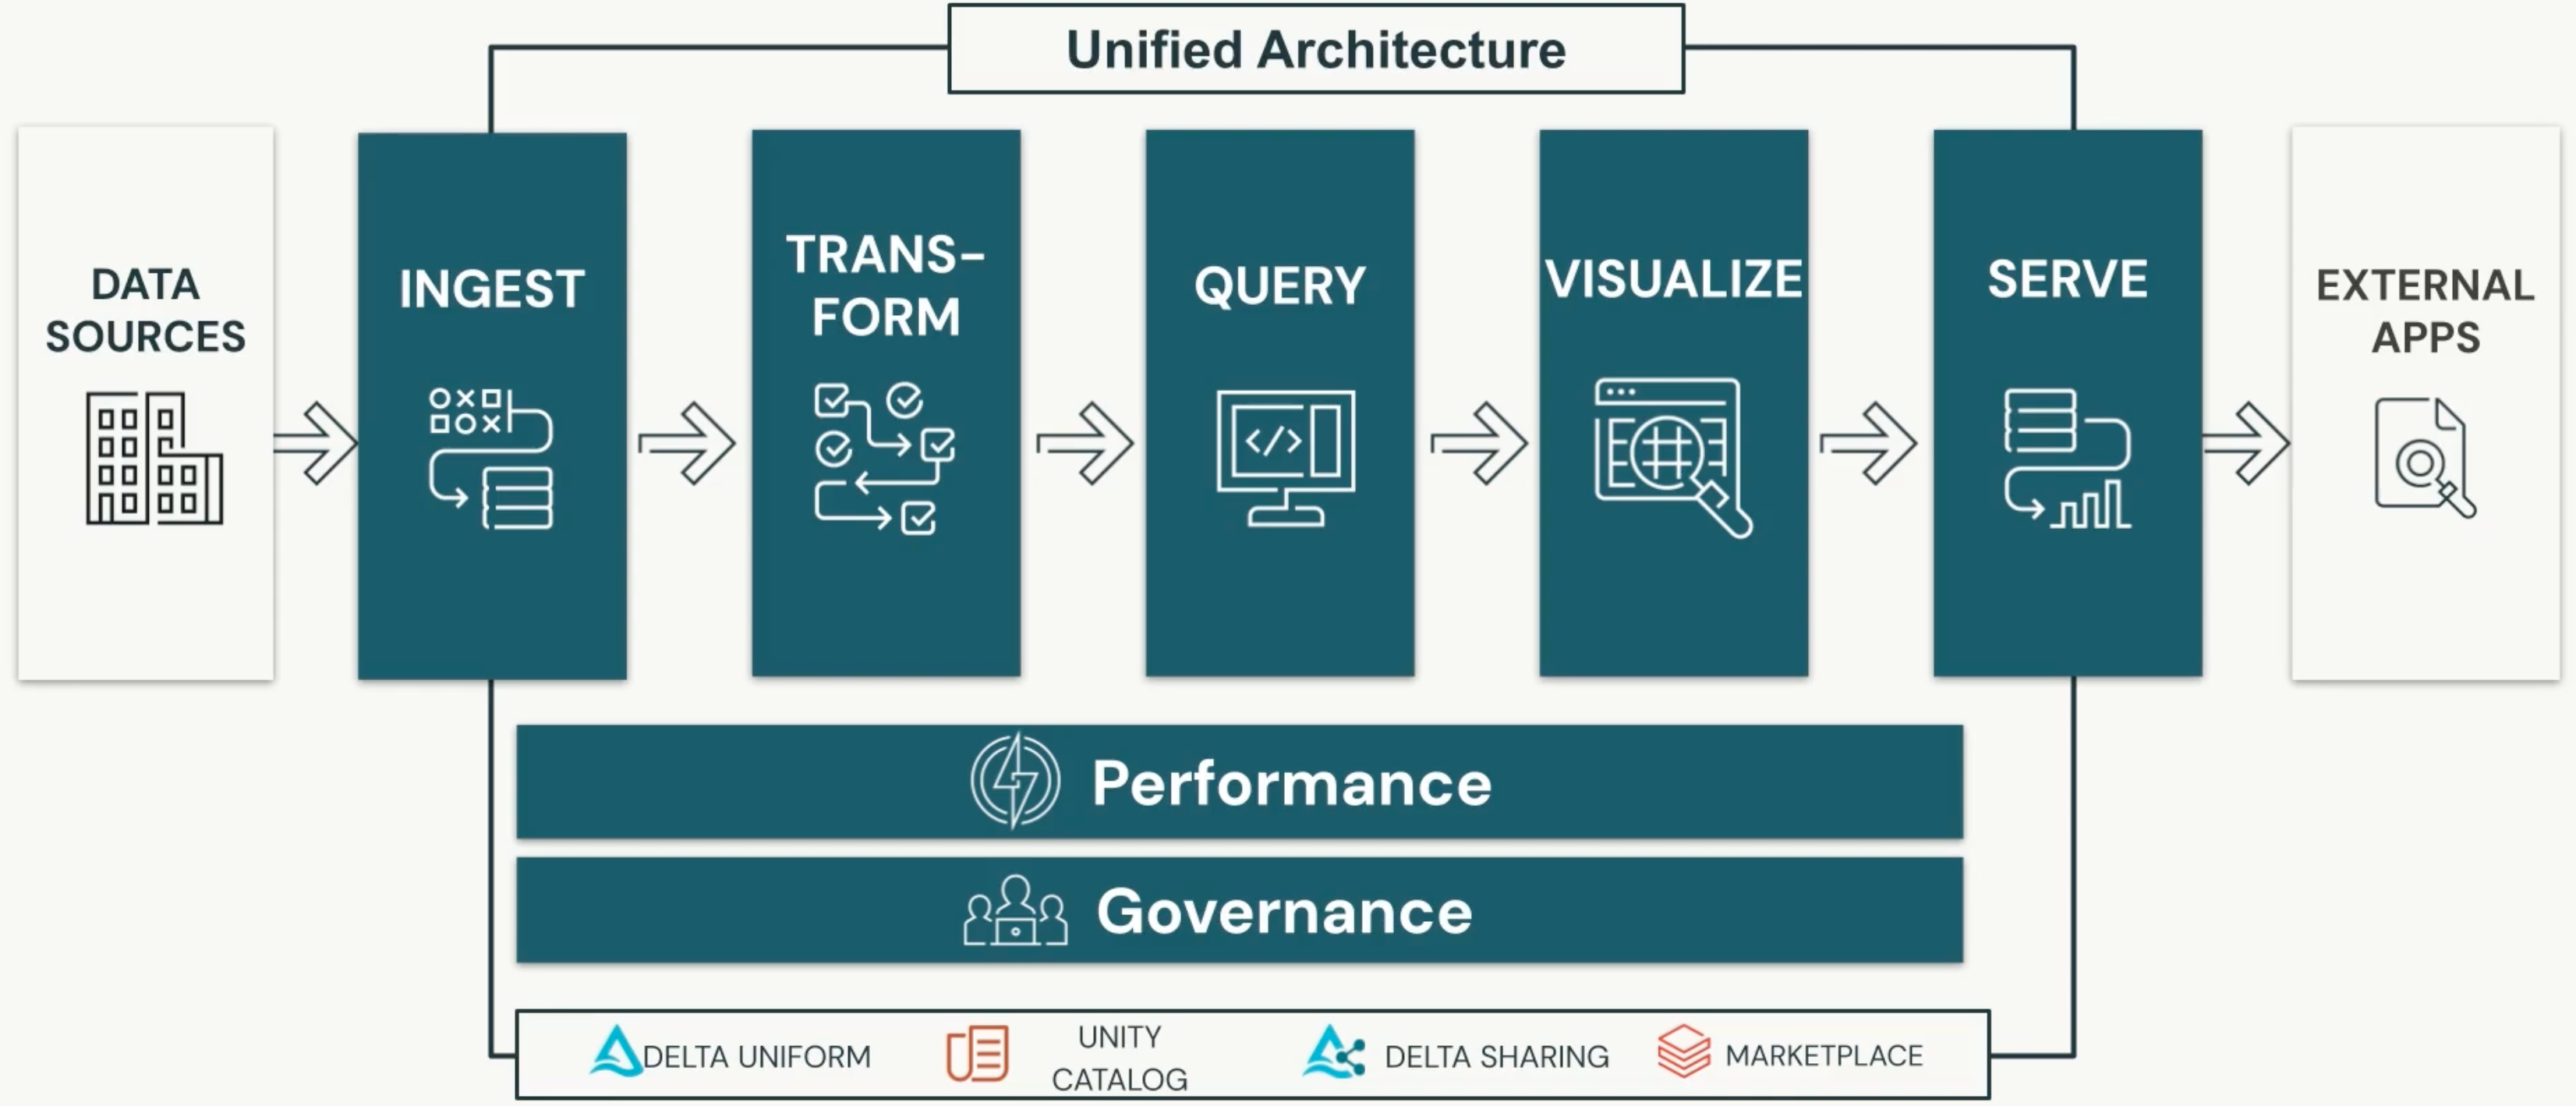 Unified Architecture
DATA
SOURCES
INGEST
TRANS-
FORM
QUERY
VISUALIZE
SERVE
EXTERNAL
APPS
Performance
Governance
DELTA UNIFORM
UNITY
CATALOG
DELTA SHARING
MARKETPLACE